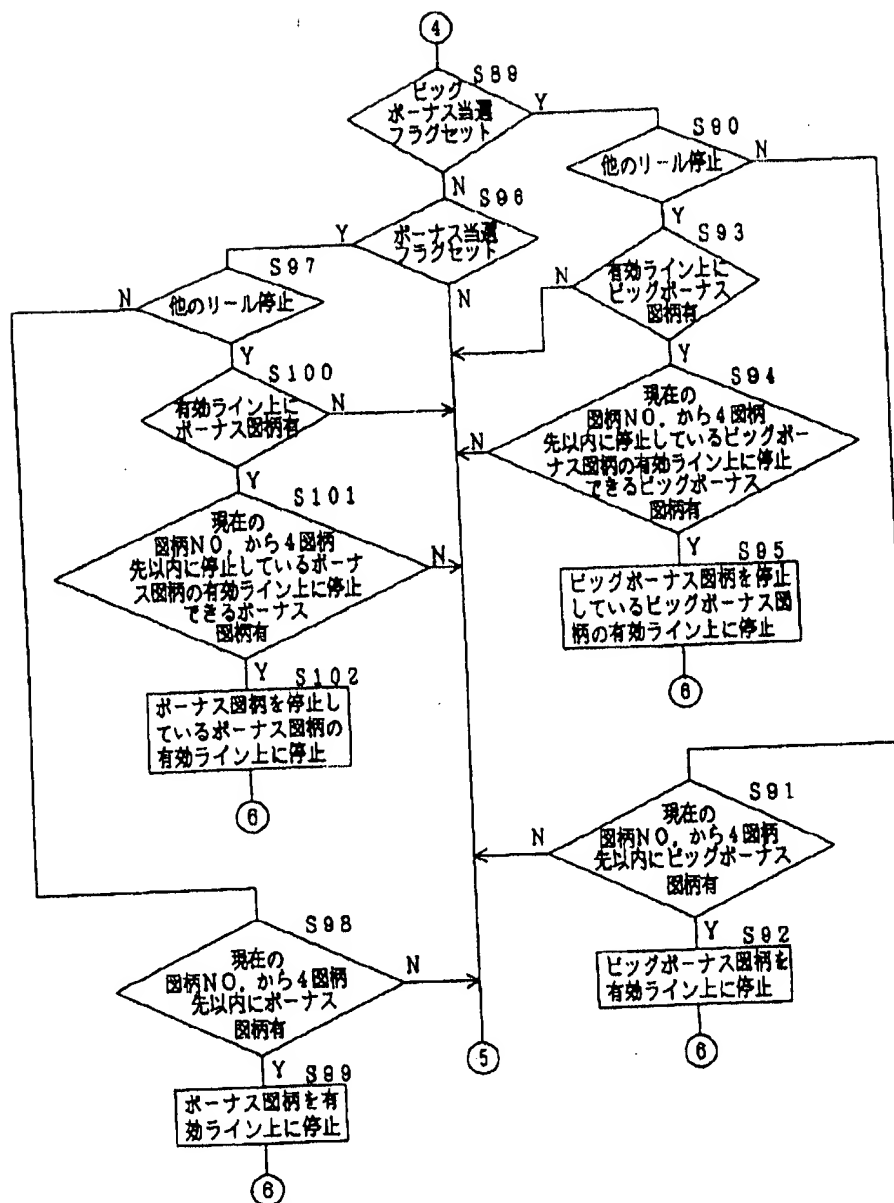 ④
S89
ビッグ
ボーナス当選
フラグセット
Y
N
S90
他のリール停止
N
Y
S96
ボーナス当選
フラグセット
Y
N
S93
有効ライン上に
ビッグボーナス
図柄有
N
Y
S97
他のリール停止
N
Y
S100
有効ライン上に
ボーナス図柄有
N
Y
S94
現在の
図柄NO.から4図柄
先以内に停止しているビッグボー
ナス図柄の有効ライン上に停止
できるビッグボーナス
図柄有
N
Y
S101
現在の
図柄NO.から4図柄
先以内に停止しているボーナ
ス図柄の有効ライン上に停止
できるボーナス
図柄有
N
Y
S95
ビッグボーナス図柄を停止
しているビッグボーナス図
柄の有効ライン上に停止
⑥
S102
ボーナス図柄を停止し
ているボーナス図柄の
有効ライン上に停止
⑥
S91
現在の
図柄NO.から4図柄
先以内にビッグボーナス
図柄有
N
Y
S92
ビッグボーナス図柄を
有効ライン上に停止
⑥
S98
現在の
図柄NO.から4図柄
先以内にボーナス
図柄有
N
Y
S99
ボーナス図柄を有
効ライン上に停止
⑥
⑤